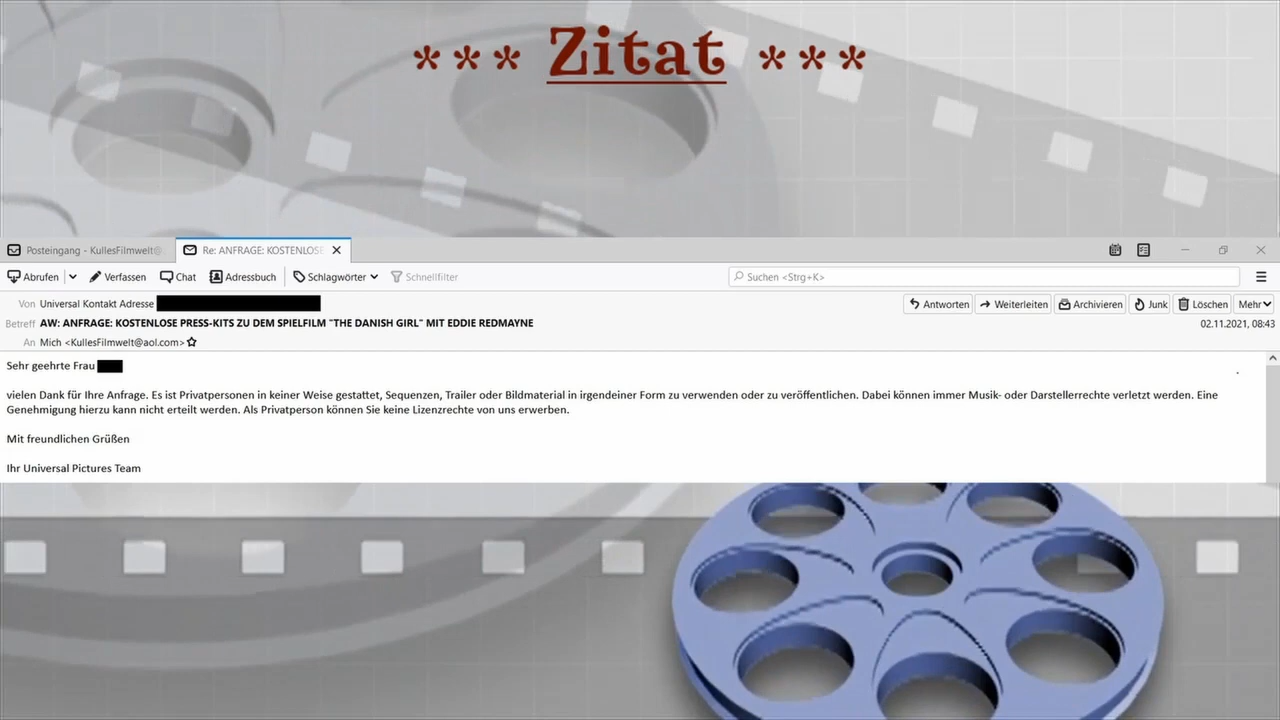 *** Zitat ***
Posteingang - KullesFilmwelt@
Re: ANFRAGE: KOSTENLOSE
Abrufen Verfassen Chat Adressbuch Schlagwörter Schnellfilter Suchen <Strg+K>
Von Universal Kontakt Adresse Antworten Weiterleiten Archivieren Junk Löschen Mehr
Betreff AW: ANFRAGE: KOSTENLOSE PRESS-KITS ZU DEM SPIELFILM "THE DANISH GIRL" MIT EDDIE REDMAYNE 02.11.2021, 08:43
An Mich <KullesFilmwelt@aol.com>
Sehr geehrte Frau
vielen Dank für Ihre Anfrage. Es ist Privatpersonen in keiner Weise gestattet, Sequenzen, Trailer oder Bildmaterial in irgendeiner Form zu verwenden oder zu veröffentlichen. Dabei können immer Musik- oder Darstellerrechte verletzt werden. Eine
Genehmigung hierzu kann nicht erteilt werden. Als Privatperson können Sie keine Lizenzrechte von uns erwerben.
Mit freundlichen Grüßen
Ihr Universal Pictures Team